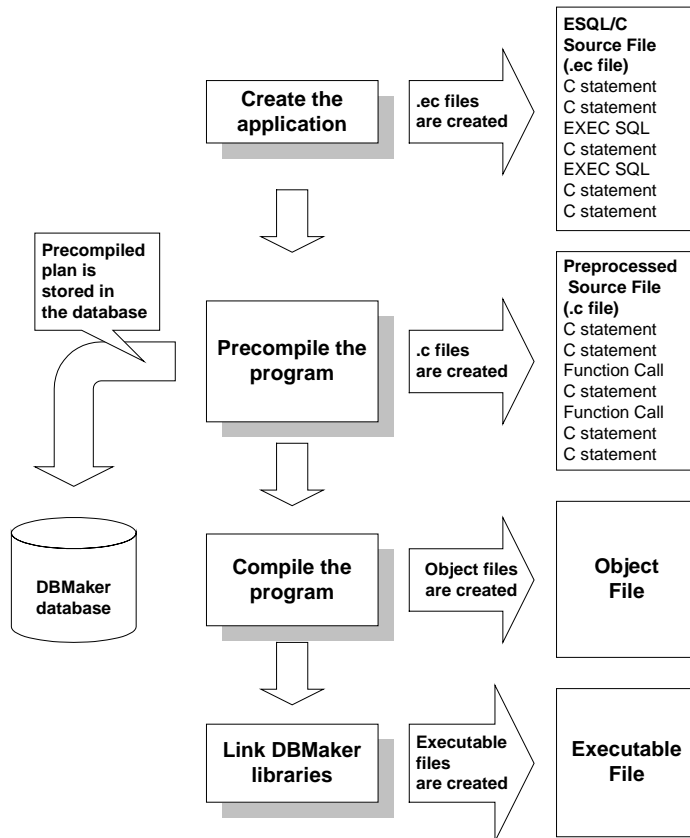 Create the
application
.ec files
are created
ESQL/C
Source File
(.ec file)
C statement
C statement
EXEC SQL
C statement
EXEC SQL
C statement
C statement
Precompiled
plan is
stored in
the database
Precompile the
program
.c files
are created
Preprocessed
Source File
(.c file)
C statement
C statement
Function Call
C statement
Function Call
C statement
C statement
DBMaker
database
Compile the
program
Object files
are created
Object
File
Link DBMaker
libraries
Executable
files
are created
Executable
File